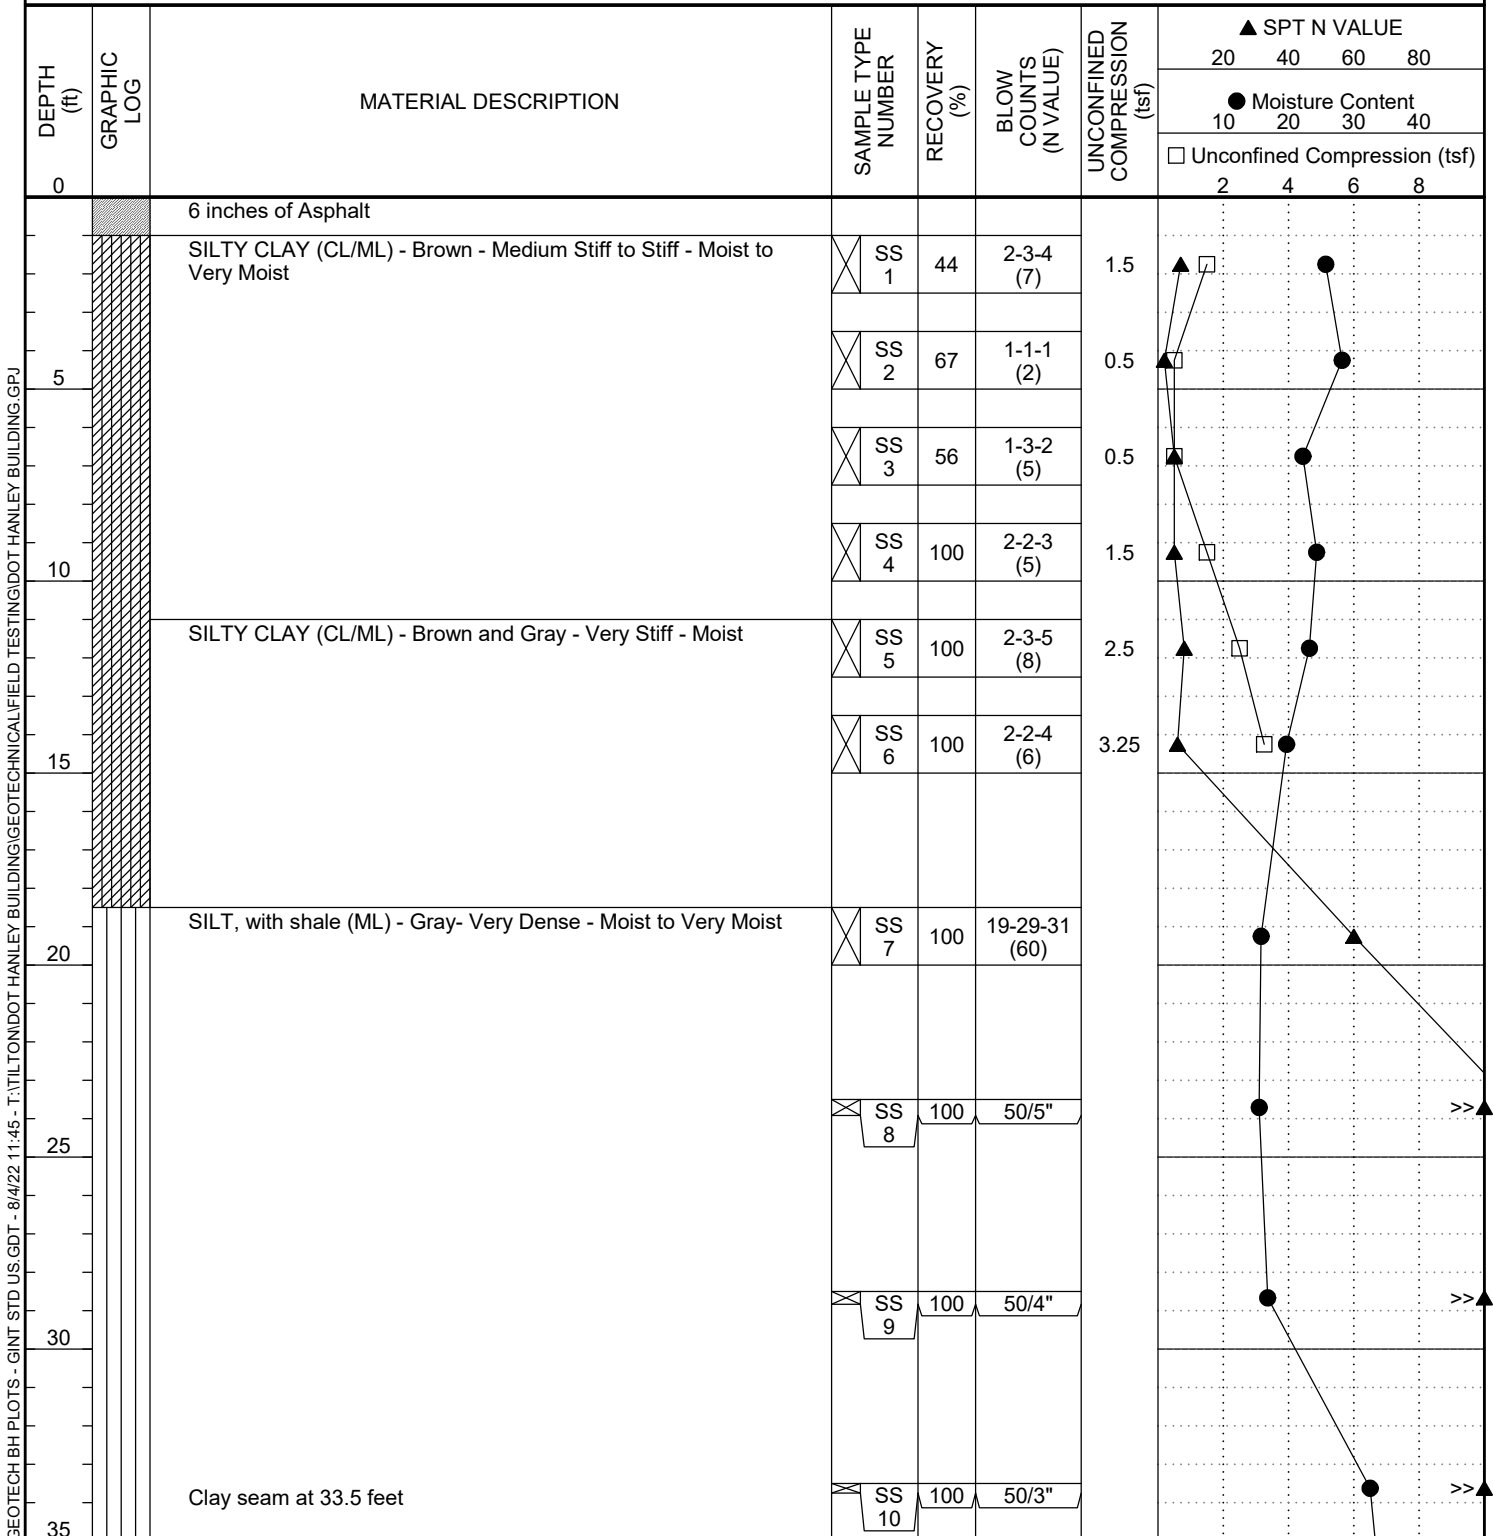 DEPTH
(ft)
GRAPHIC
LOG
MATERIAL DESCRIPTION
SAMPLE TYPE
NUMBER
RECOVERY
(%)
BLOW
COUNTS
(N VALUE)
UNCONFINED
COMPRESSION
(tsf)
▲ SPT N VALUE
20 40 60 80
● Moisture Content
10 20 30 40
□ Unconfined Compression (tsf)
2 4 6 8
0
6 inches of Asphalt
SILTY CLAY (CL/ML) - Brown - Medium Stiff to Stiff - Moist to
Very Moist
SS
1
44
2-3-4
(7)
1.5
SS
2
67
1-1-1
(2)
0.5
5
SS
3
56
1-3-2
(5)
0.5
SS
4
100
2-2-3
(5)
1.5
10
SILTY CLAY (CL/ML) - Brown and Gray - Very Stiff - Moist
SS
5
100
2-3-5
(8)
2.5
SS
6
100
2-2-4
(6)
3.25
15
SILT, with shale (ML) - Gray- Very Dense - Moist to Very Moist
SS
7
100
19-29-31
(60)
20
SS
8
100
50/5"
>>
25
SS
9
100
50/4"
>>
30
Clay seam at 33.5 feet
SS
10
100
50/3"
>>
35
GEOTECH BH PLOTS - GINT STD US.GDT - 8/4/22 11:45 - T:\TILTON\DOT HANLEY BUILDING\GEOTECHNICAL\FIELD TESTING\DOT HANLEY BUILDING.GPJ